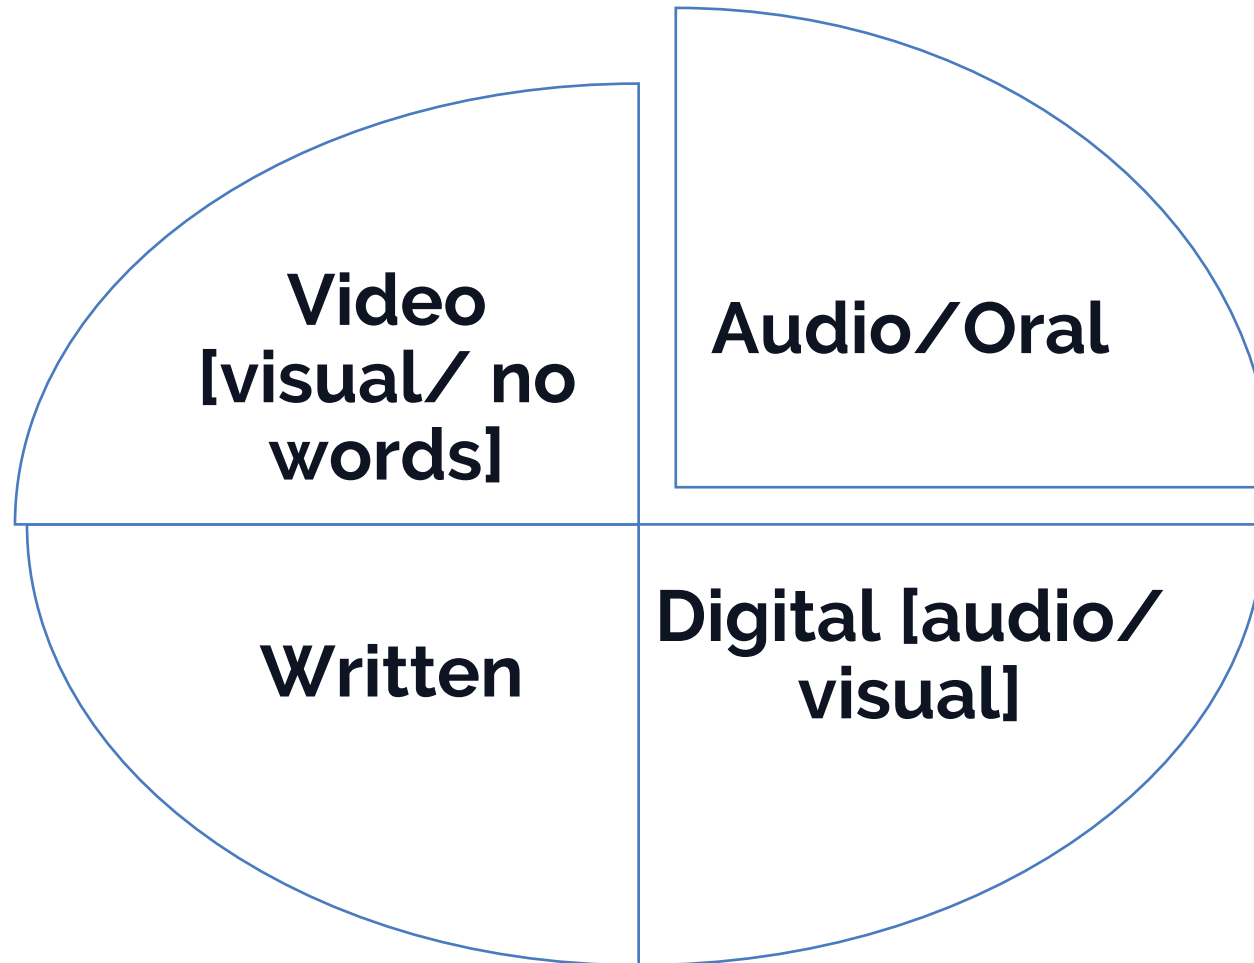 Video
[visual/ no
words]
Audio/Oral
Written
Digital [audio/
visual]